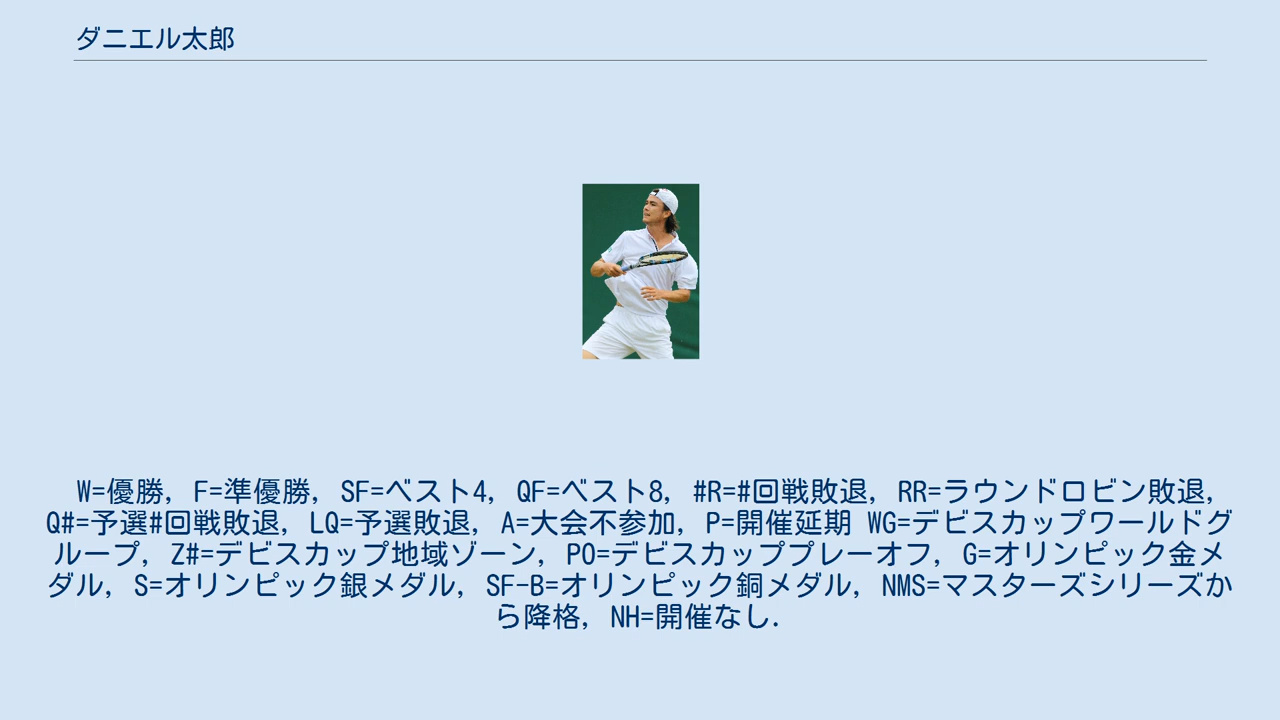 ダニエル太郎
W=優勝, F=準優勝, SF=ベスト4, QF=ベスト8, #R=#回戦敗退, RR=ラウンドロビン敗退,
Q#=予選#回戦敗退, LQ=予選敗退, A=大会不参加, P=開催延期 WG=デビスカップワールドグ
ループ, Z#=デビスカップ地域ゾーン, PO=デビスカッププレーオフ, G=オリンピック金メ
ダル, S=オリンピック銀メダル, SF-B=オリンピック銅メダル, NMS=マスターズシリーズか
ら降格, NH=開催なし.